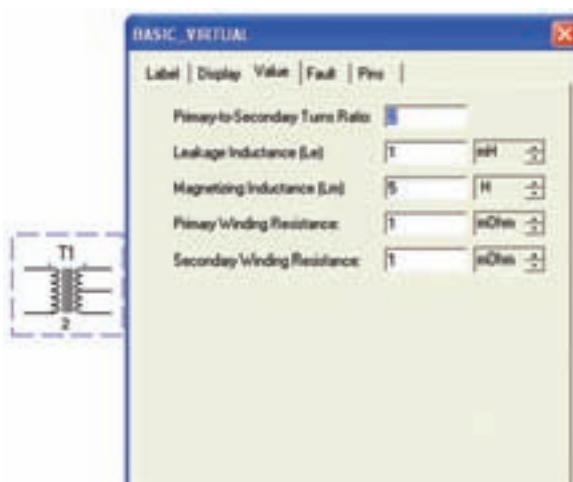 BASIC_VIRTUAL
Label Display Value Fault Pins
Primary-to-Secondary Turns Ratio:
Leakage Inductance (Le) 1 mH
Magnetizing Inductance (Lm) 5 H
Primary Winding Resistance: 1 mOhm
Secondary Winding Resistance: 1 mOhm
T1
2